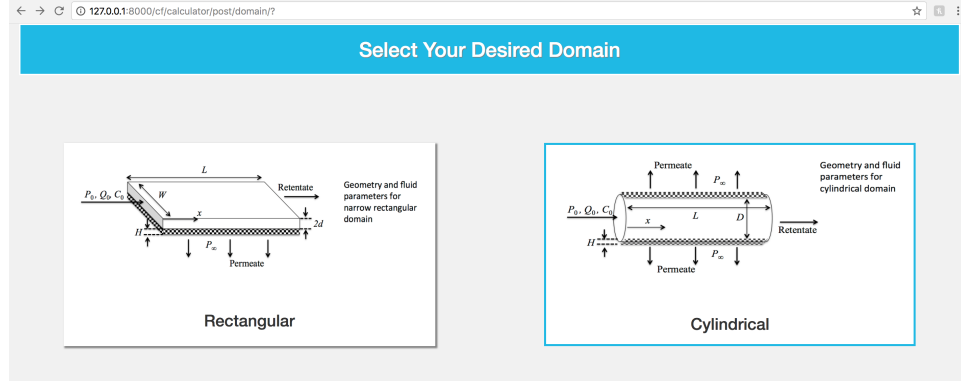 127.0.0.1:8000/cf/calculator/post/domain/?
Select Your Desired Domain
L
W
P₀, Q₀, C₀
x
Retentate
2d
H
P∞
Permeate
Geometry and fluid
parameters for
narrow rectangular
domain
Rectangular
Permeate
P∞
P₀, Q₀, C₀
L
D
x
Retentate
H
P∞
Permeate
Geometry and fluid
parameters for
cylindrical domain
Cylindrical